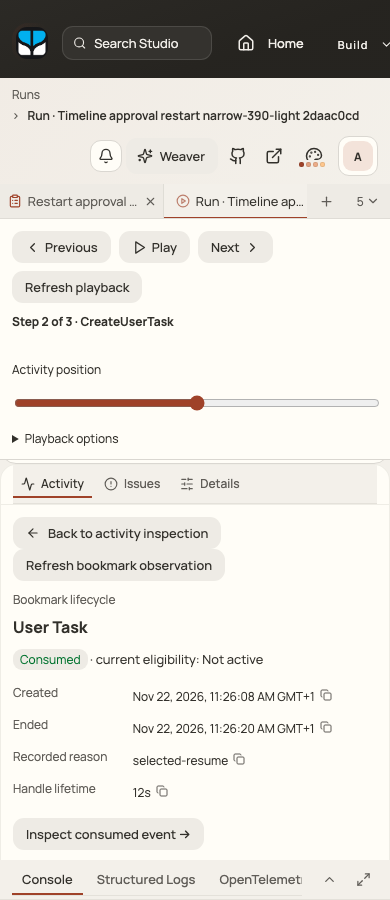 Search Studio
Home
Build
Runs
› Run · Timeline approval restart narrow-390-light 2daac0cd
Weaver
A
Restart approval ...
Run · Timeline ap...
5
Previous
Play
Next
Refresh playback
Step 2 of 3 · CreateUserTask
Activity position
Playback options
Activity
Issues
Details
Back to activity inspection
Refresh bookmark observation
Bookmark lifecycle
User Task
Consumed · current eligibility: Not active
Created Nov 22, 2026, 11:26:08 AM GMT+1
Ended Nov 22, 2026, 11:26:20 AM GMT+1
Recorded reason selected-resume
Handle lifetime 12s
Inspect consumed event →
Console Structured Logs OpenTelemet